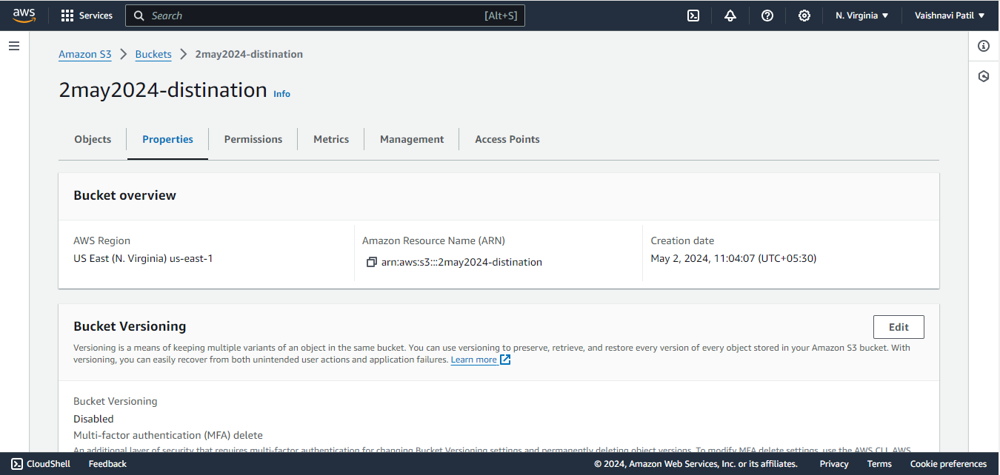 aws Services Search [Alt+S] N. Virginia Vaishnavi Patil
Amazon S3 Buckets 2may2024-distination
2may2024-distination Info
Objects Properties Permissions Metrics Management Access Points
Bucket overview
AWS Region
US East (N. Virginia) us-east-1
Amazon Resource Name (ARN)
arn:aws:s3:::2may2024-distination
Creation date
May 2, 2024, 11:04:07 (UTC+05:30)
Bucket Versioning
Edit
Versioning is a means of keeping multiple variants of an object in the same bucket. You can use versioning to preserve, retrieve, and restore every version of every object stored in your Amazon S3 bucket. With
versioning, you can easily recover from both unintended user actions and application failures. Learn more
Bucket Versioning
Disabled
Multi-factor authentication (MFA) delete
An additional layer of security that requires multi-factor authentication for changing Bucket Versioning settings and permanently deleting object versions. To modify MFA delete settings, use the AWS CLI, AWS
CloudShell Feedback © 2024, Amazon Web Services, Inc. or its affiliates. Privacy Terms Cookie preferences